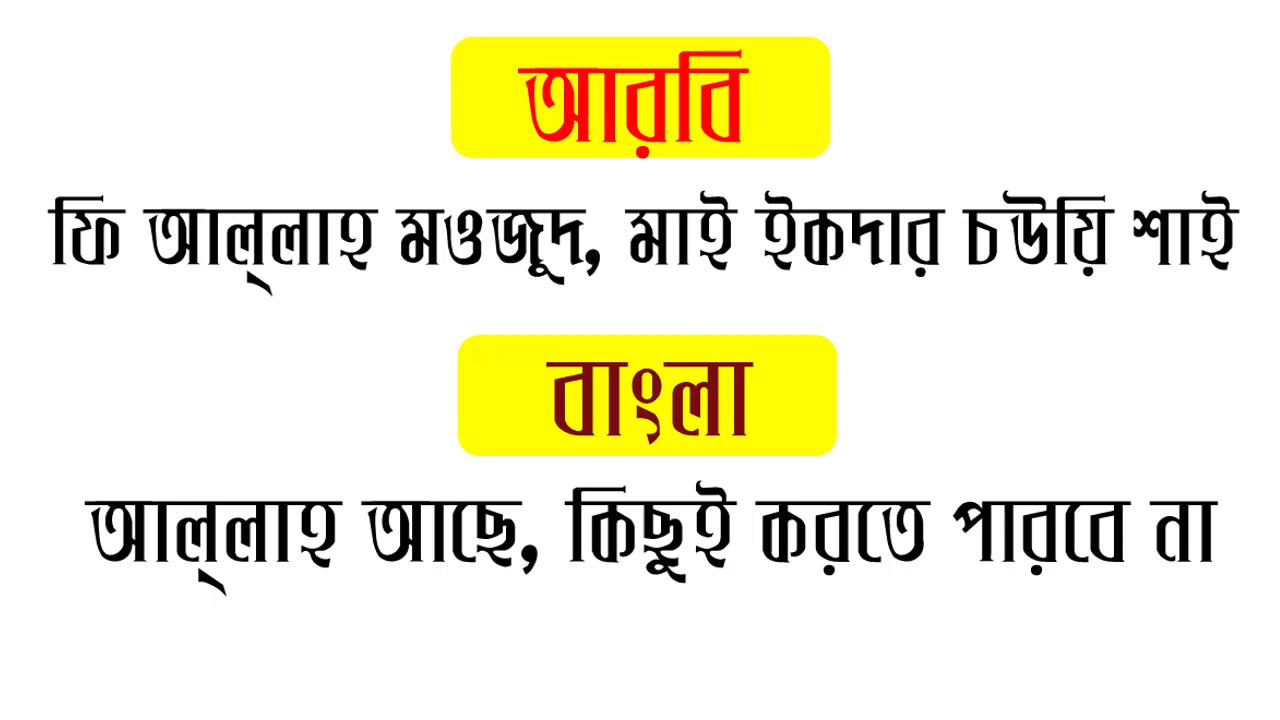 আরবি
ফি আল্‌লাহ মওজূদ, মাই ইকদার চউয়ি শাই
বাংলা
আল্‌লাহ আছে, কিছুই করতে পারবে না